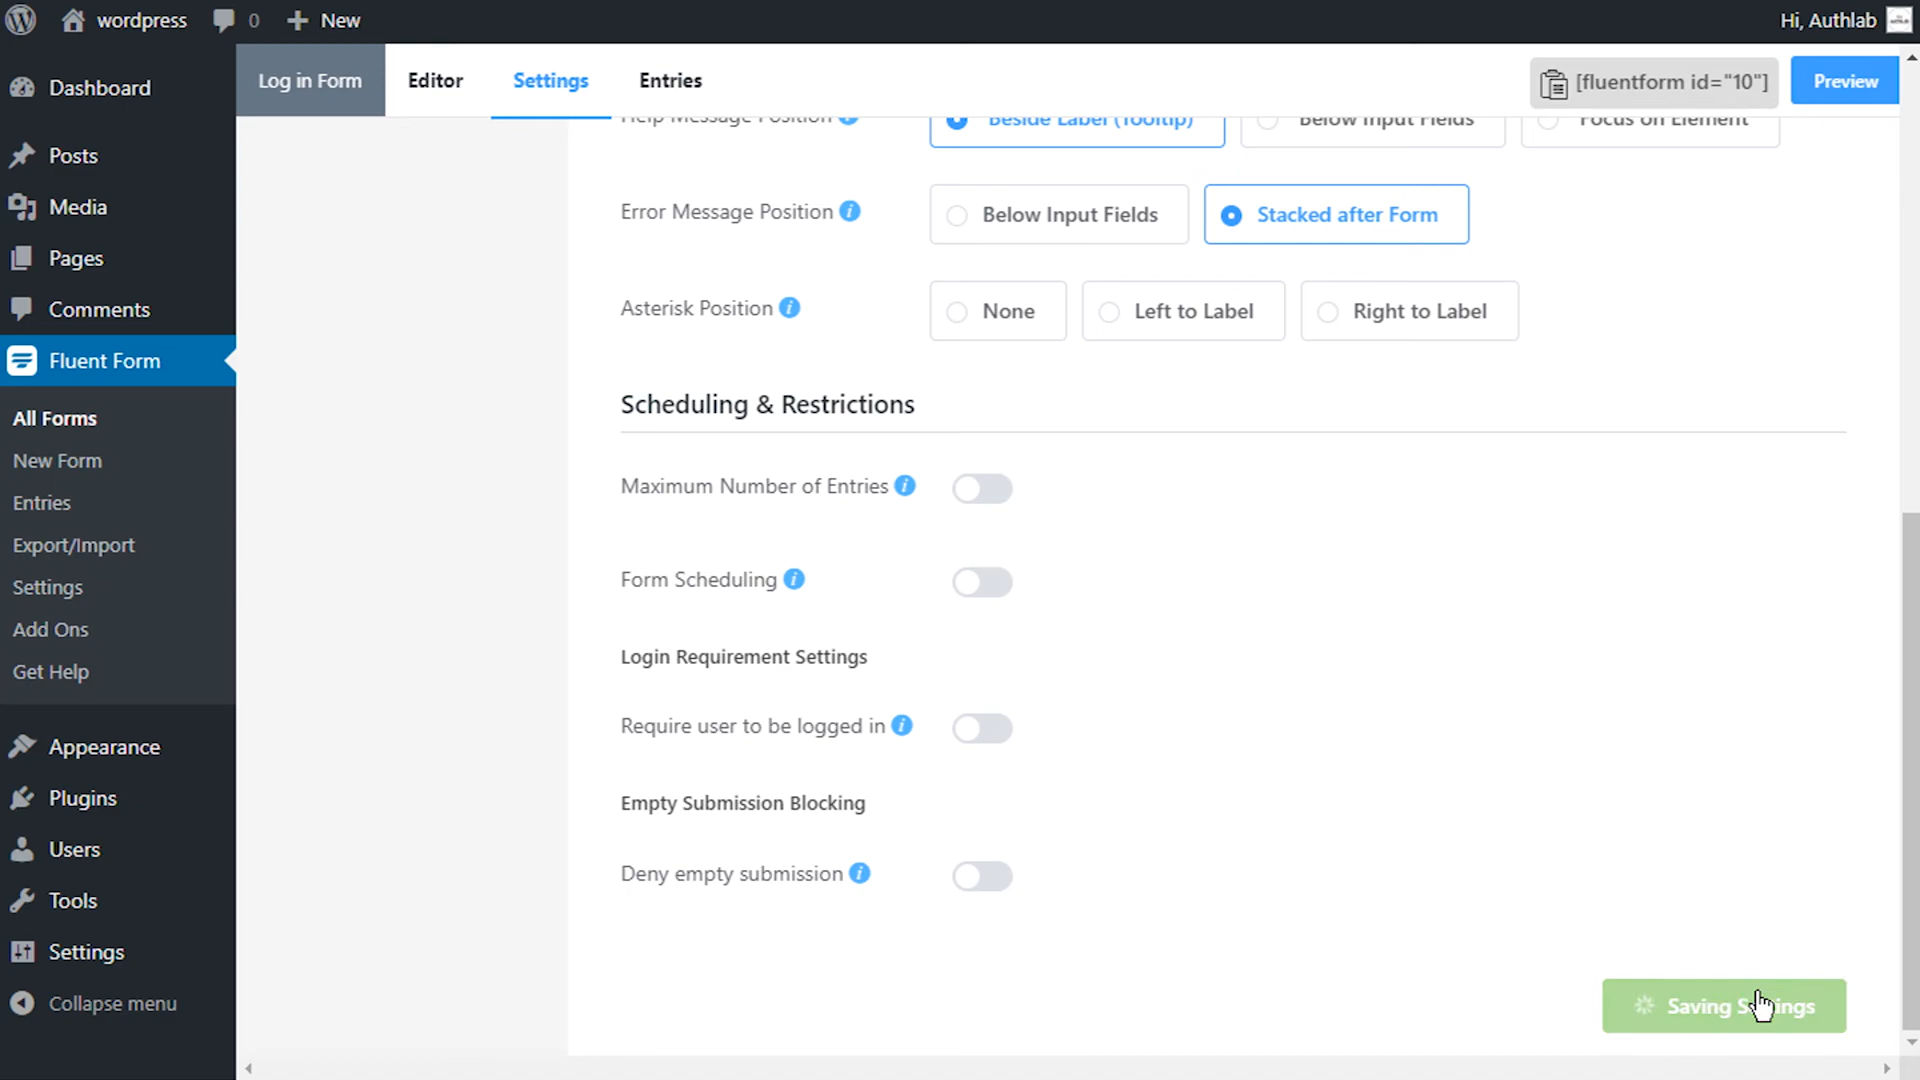 wordpress 0 New Hi, Authlab
Log in Form Editor Settings Entries [fluentform id="10"] Preview
Dashboard
Posts
Media
Pages
Comments
Fluent Form
All Forms
New Form
Entries
Export/Import
Settings
Add Ons
Get Help
Appearance
Plugins
Users
Tools
Settings
Collapse menu
Help Message Position Beside Label (Tooltip) Below Input Fields Focus on Element
Error Message Position Below Input Fields Stacked after Form
Asterisk Position None Left to Label Right to Label
Scheduling & Restrictions
Maximum Number of Entries
Form Scheduling
Login Requirement Settings
Require user to be logged in
Empty Submission Blocking
Deny empty submission
Saving Settings